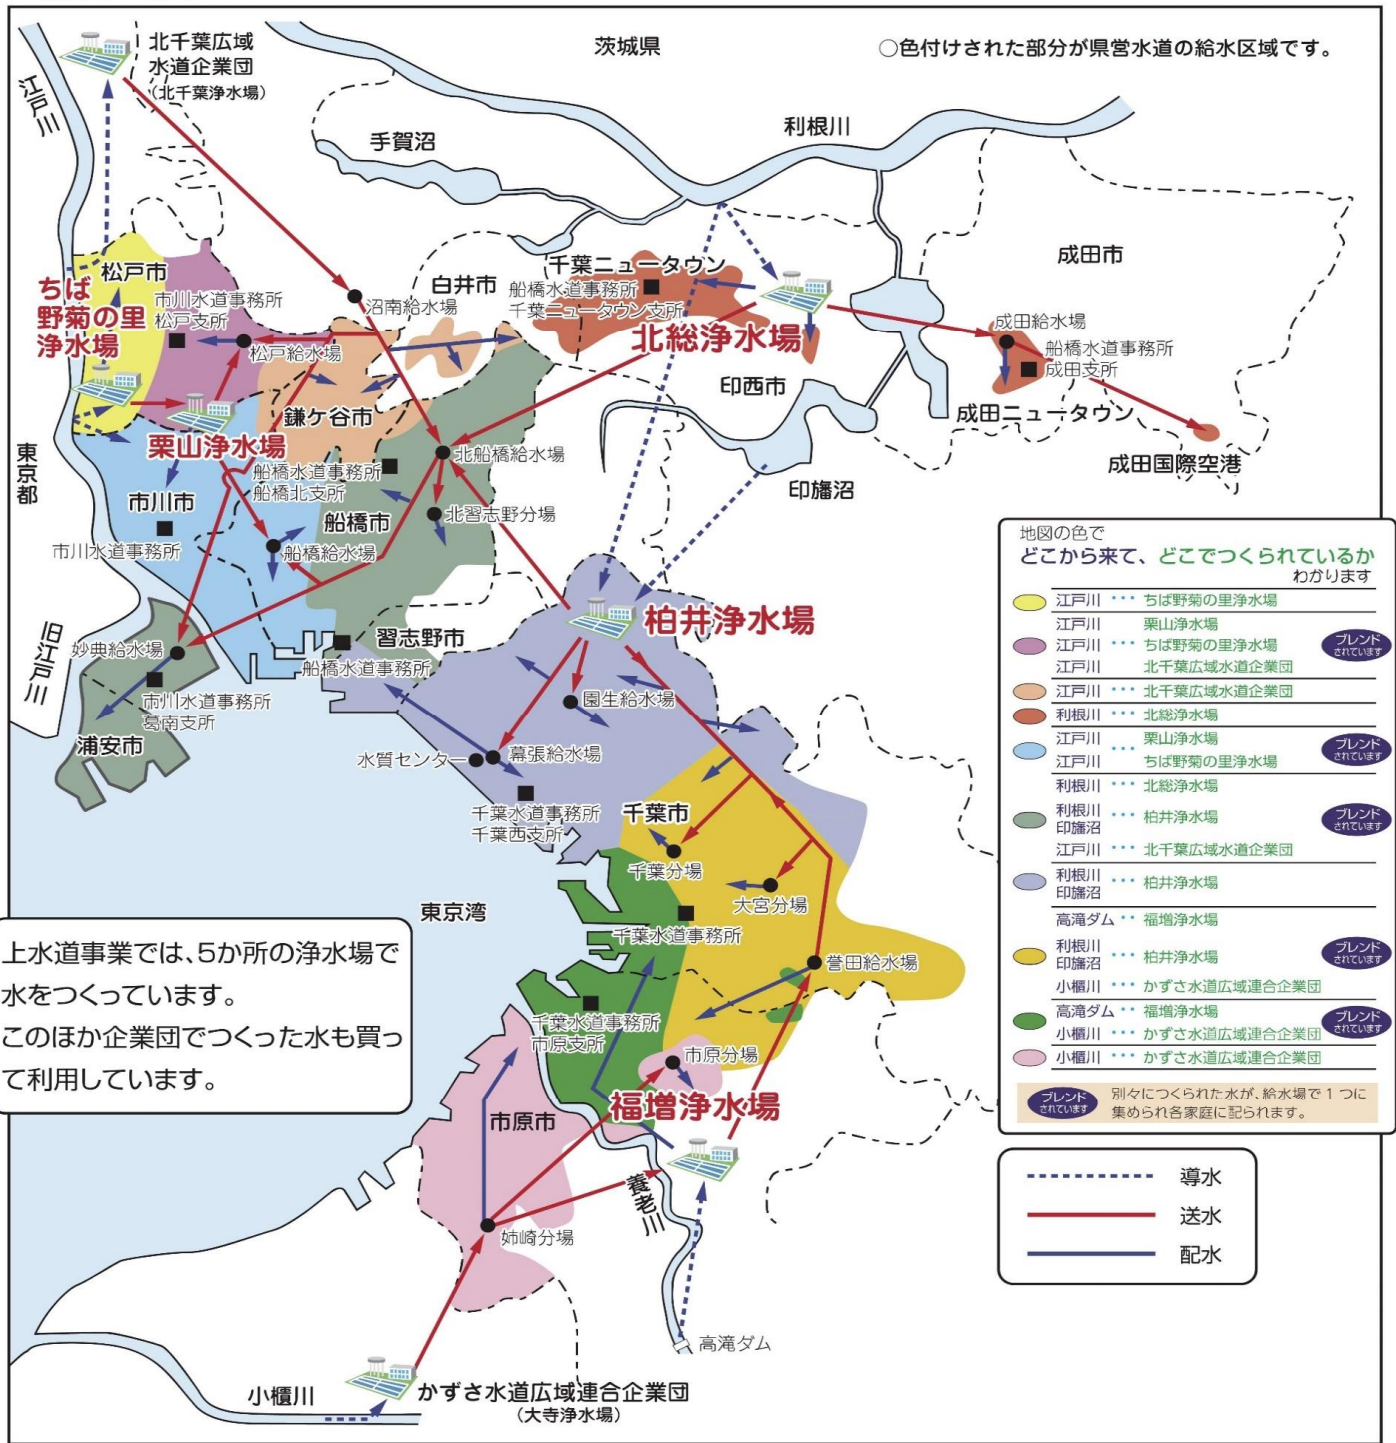 北千葉広域
水道企業団
(北千葉浄水場)
茨城県
○色付けされた部分が県営水道の給水区域です。
江戸川
手賀沼
利根川
成田市
松戸市
ちば
野菊の里
浄水場
市川水道事務所
松戸支所
松戸給水場
沼南給水場
白井市
千葉ニュータウン
船橋水道事務所
千葉ニュータウン支所
北総浄水場
成田給水場
船橋水道事務所
成田支所
印西市
成田ニュータウン
成田国際空港
印旛沼
鎌ケ谷市
栗山浄水場
東京都
船橋水道事務所
船橋北支所
北船橋給水場
市川市
市川水道事務所
船橋市
北習志野分場
船橋給水場
柏井浄水場
旧江戸川
妙典給水場
習志野市
船橋水道事務所
市川水道事務所
葛南支所
浦安市
園生給水場
水質センター
幕張給水場
千葉水道事務所
千葉西支所
千葉市
千葉分場
大宮分場
東京湾
千葉水道事務所
誉田給水場
千葉水道事務所
市原支所
市原分場
福増浄水場
市原市
養老川
姉崎分場
高滝ダム
小櫃川
かずさ水道広域連合企業団
(大寺浄水場)
上水道事業では、5か所の浄水場で
水をつくっています。
このほか企業団でつくった水も買っ
て利用しています。
地図の色で
どこから来て、どこでつくられているか
わかります
江戸川 ··· ちば野菊の里浄水場
江戸川 栗山浄水場
江戸川 ··· ちば野菊の里浄水場
江戸川 北千葉広域水道企業団
ブレンド
されています
江戸川 ··· 北千葉広域水道企業団
利根川 ··· 北総浄水場
江戸川 栗山浄水場
···
江戸川 ちば野菊の里浄水場
ブレンド
されています
利根川 ··· 北総浄水場
利根川
印旛沼 ··· 柏井浄水場
江戸川 ··· 北千葉広域水道企業団
ブレンド
されています
利根川
印旛沼 ··· 柏井浄水場
高滝ダム ·· 福増浄水場
利根川
印旛沼 ··· 柏井浄水場
小櫃川 ··· かずさ水道広域連合企業団
ブレンド
されています
高滝ダム ·· 福増浄水場
小櫃川 ··· かずさ水道広域連合企業団
ブレンド
されています
小櫃川 ··· かずさ水道広域連合企業団
ブレンド
されています
別々につくられた水が、給水場で1つに
集められ各家庭に配られます。
導水
送水
配水